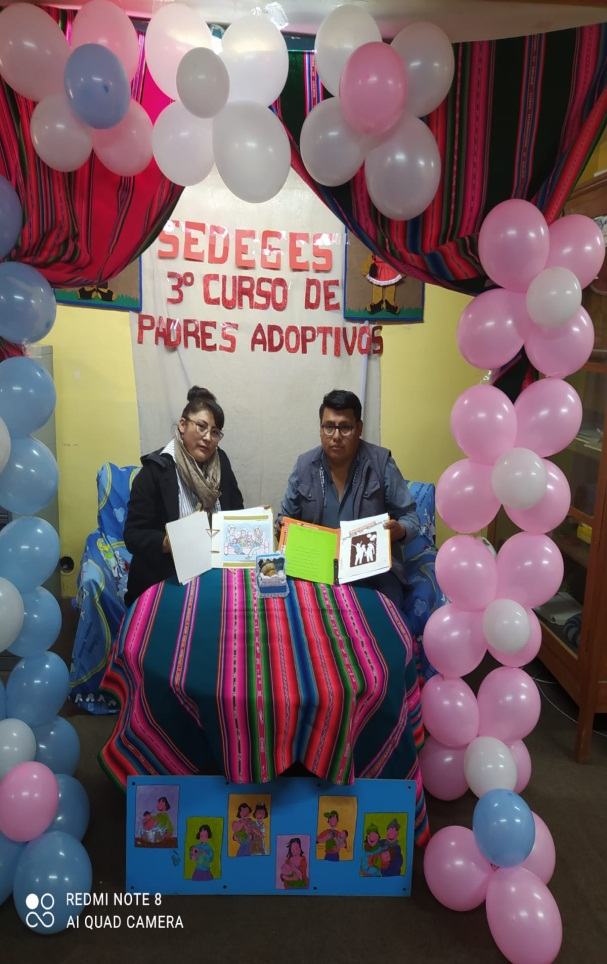 SEDEGES
3º CURSO DE
PADRES ADOPTIVOS
REDMI NOTE 8
AI QUAD CAMERA